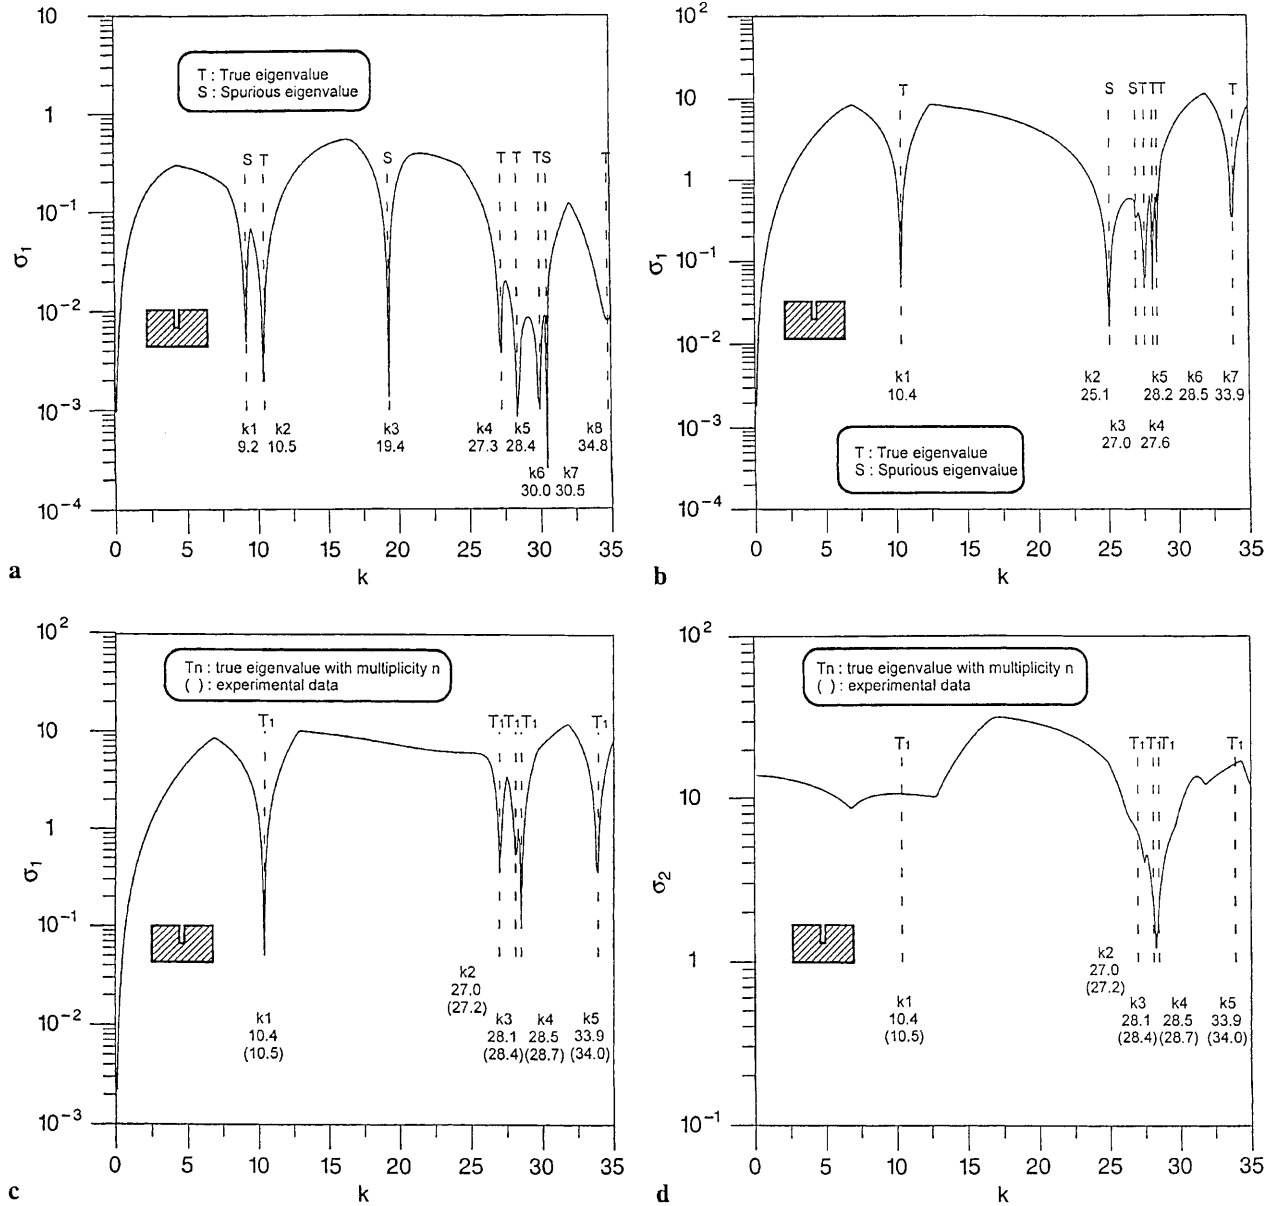 10
1
10-1
10-2
10-3
10-4
σ1
T : True eigenvalue
S : Spurious eigenvalue
S T S T T T S T
k1 k2 k3 k4 k5 k8
9.2 10.5 19.4 27.3 28.4 34.8
k6 k7
30.0 30.5
0 5 10 15 20 25 30 35
k
a
102
10
1
10-1
10-2
10-3
10-4
σ1
T S S T T T T
k1 k2 k5 k6 k7
10.4 25.1 28.2 28.5 33.9
k3 k4
27.0 27.6
T : True eigenvalue
S : Spurious eigenvalue
0 5 10 15 20 25 30 35
k
b
102
10
1
10-1
10-2
10-3
σ1
Tn : true eigenvalue with multiplicity n
( ) : experimental data
T1 T1 T1 T1 T1
k2
27.0
(27.2)
k1 k3 k4 k5
10.4 28.1 28.5 33.9
(10.5) (28.4) (28.7) (34.0)
0 5 10 15 20 25 30 35
k
c
102
10
1
10-1
σ2
Tn : true eigenvalue with multiplicity n
( ) : experimental data
T1 T1 T1 T1 T1
k2
27.0
(27.2)
k1 k3 k4 k5
10.4 28.1 28.5 33.9
(10.5) (28.4) (28.7) (34.0)
0 5 10 15 20 25 30 35
k
d